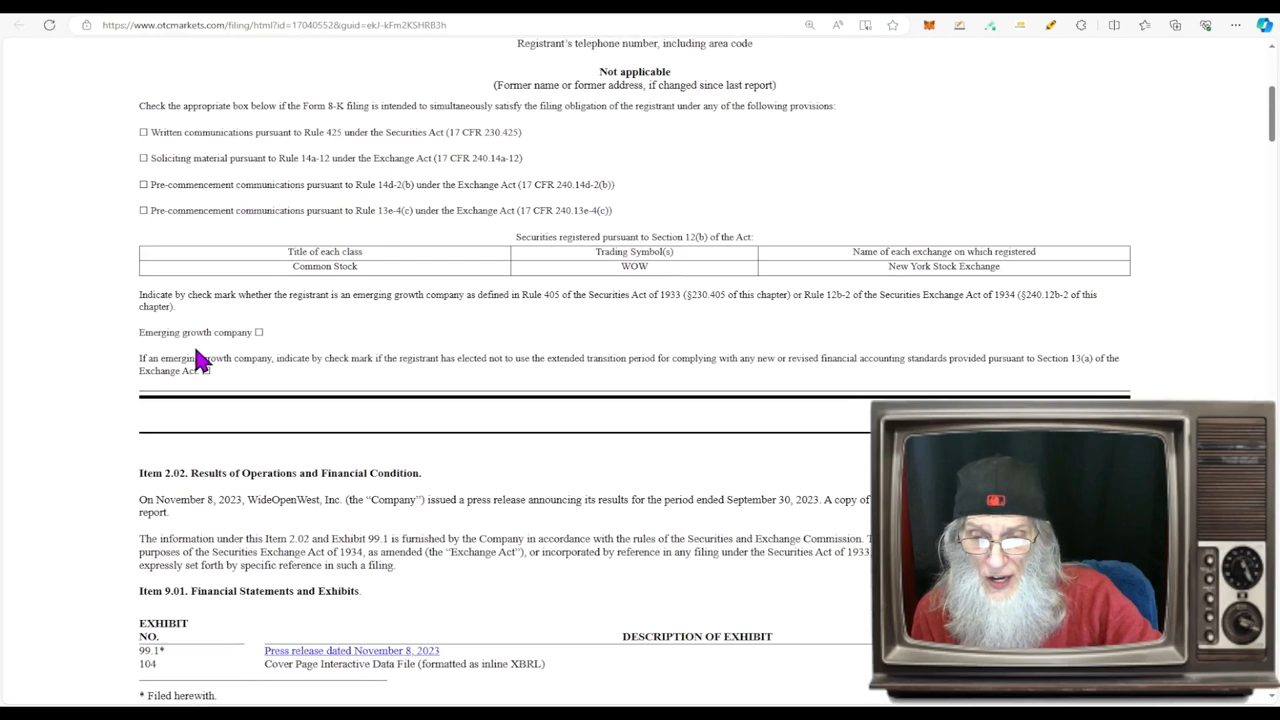 https://www.otcmarkets.com/filing/html?id=17040552&guid=ekJ-kFm2KSHRB3h
Registrant's telephone number, including area code
Not applicable
(Former name or former address, if changed since last report)
Check the appropriate box below if the Form 8-K filing is intended to simultaneously satisfy the filing obligation of the registrant under any of the following provisions:
☐ Written communications pursuant to Rule 425 under the Securities Act (17 CFR 230.425)
☐ Soliciting material pursuant to Rule 14a-12 under the Exchange Act (17 CFR 240.14a-12)
☐ Pre-commencement communications pursuant to Rule 14d-2(b) under the Exchange Act (17 CFR 240.14d-2(b))
☐ Pre-commencement communications pursuant to Rule 13e-4(c) under the Exchange Act (17 CFR 240.13e-4(c))
Securities registered pursuant to Section 12(b) of the Act:
Title of each class Trading Symbol(s) Name of each exchange on which registered
Common Stock WOW New York Stock Exchange
Indicate by check mark whether the registrant is an emerging growth company as defined in Rule 405 of the Securities Act of 1933 (§230.405 of this chapter) or Rule 12b-2 of the Securities Exchange Act of 1934 (§240.12b-2 of this
chapter).
Emerging growth company ☐
If an emerging growth company, indicate by check mark if the registrant has elected not to use the extended transition period for complying with any new or revised financial accounting standards provided pursuant to Section 13(a) of the
Exchange Act. ☐
Item 2.02. Results of Operations and Financial Condition.
On November 8, 2023, WideOpenWest, Inc. (the “Company”) issued a press release announcing its results for the period ended September 30, 2023. A copy of
report.
The information under this Item 2.02 and Exhibit 99.1 is furnished by the Company in accordance with the rules of the Securities and Exchange Commission.
purposes of the Securities Exchange Act of 1934, as amended (the “Exchange Act”), or incorporated by reference in any filing under the Securities Act of 1933
expressly set forth by specific reference in such a filing.
Item 9.01. Financial Statements and Exhibits.
EXHIBIT
NO. DESCRIPTION OF EXHIBIT
99.1* Press release dated November 8, 2023
104 Cover Page Interactive Data File (formatted as inline XBRL)
* Filed herewith.